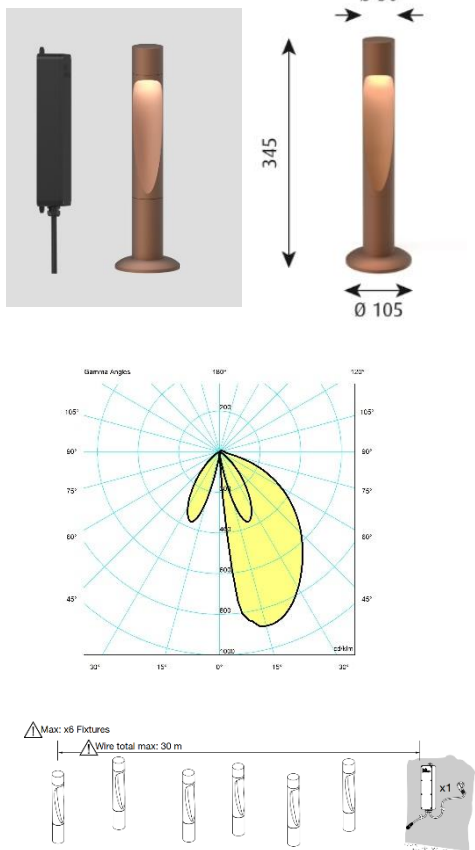 345
Ø 105
Gamma Angles 180° 120°
105° 105°
90° 90°
75° 75°
60° 60°
45° 45°
200
400
600
800
1000
cd/klm
30° 15° 0° 15° 30°
Max: x6 Fixtures
Wire total max: 30 m
x1